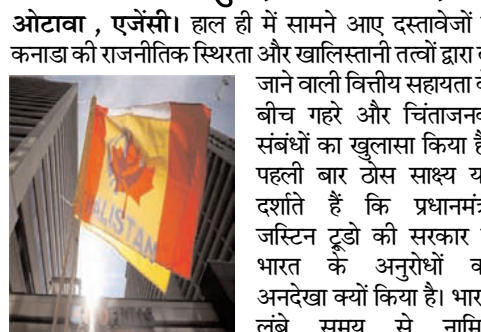 ओटावा , एजेंसी। हाल ही में सामने आए दस्तावेजों
कनाडा की राजनीतिक स्थिरता और खालिस्तानी तत्वों द्वारा
जाने वाली वित्तीय सहायता
बीच गहरे और चिंताजनक
संबंधों का खुलासा किया
पहली बार ठोस साक्ष्य
दर्शाते हैं कि प्रधानमंत्री
जस्टिन ट्रूडो की सरकार
भारत के अनुरोधों
अनदेखा क्यों किया है।
लंबे समय से
ALISTAN